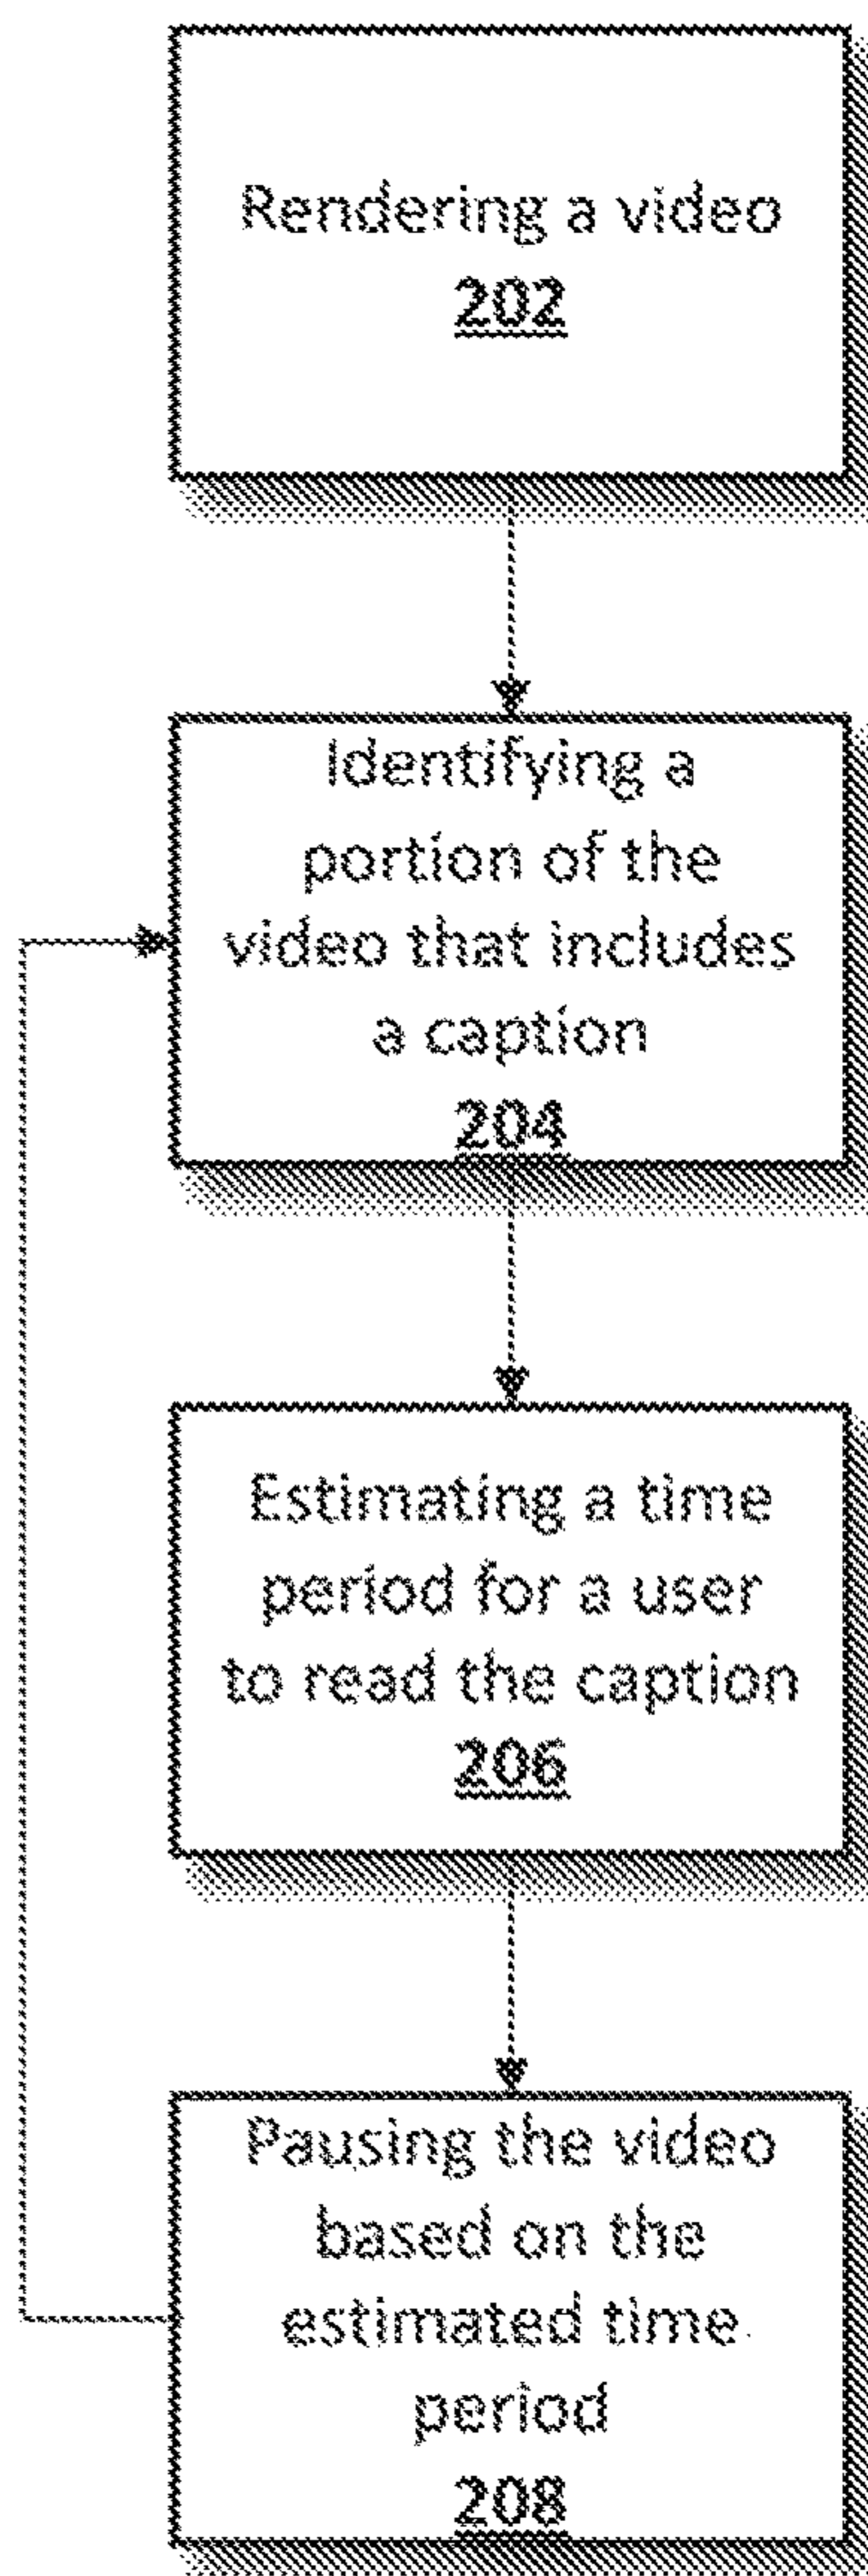 Rendering a video
202
Identifying a
portion of the
video that includes
a caption
204
Estimating a time
period for a user
to read the caption
206
Pausing the video
based on the
estimated time
period
208